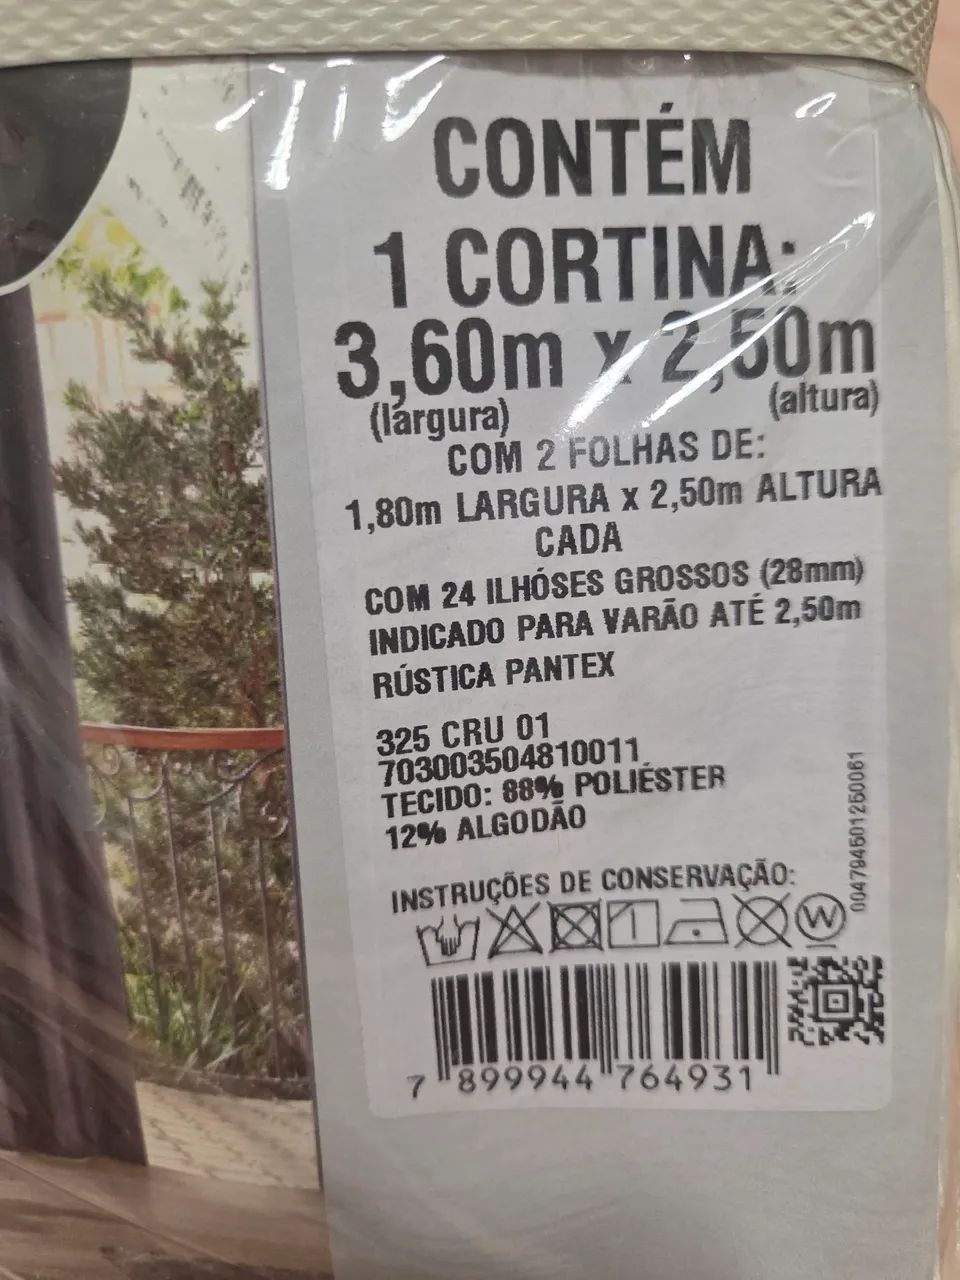 CONTÉM
1 CORTINA:
3,60m x 2,50m
(largura) (altura)
COM 2 FOLHAS DE:
1,80m LARGURA x 2,50m ALTURA
CADA
COM 24 ILHÓSES GROSSOS (28mm)
INDICADO PARA VARÃO ATÉ 2,50m
RÚSTICA PANTEX
325 CRU 01
703003504810011
TECIDO: 88% POLIÉSTER
12% ALGODÃO
004794501250061
INSTRUÇÕES DE CONSERVAÇÃO:
W
7 899944 764931